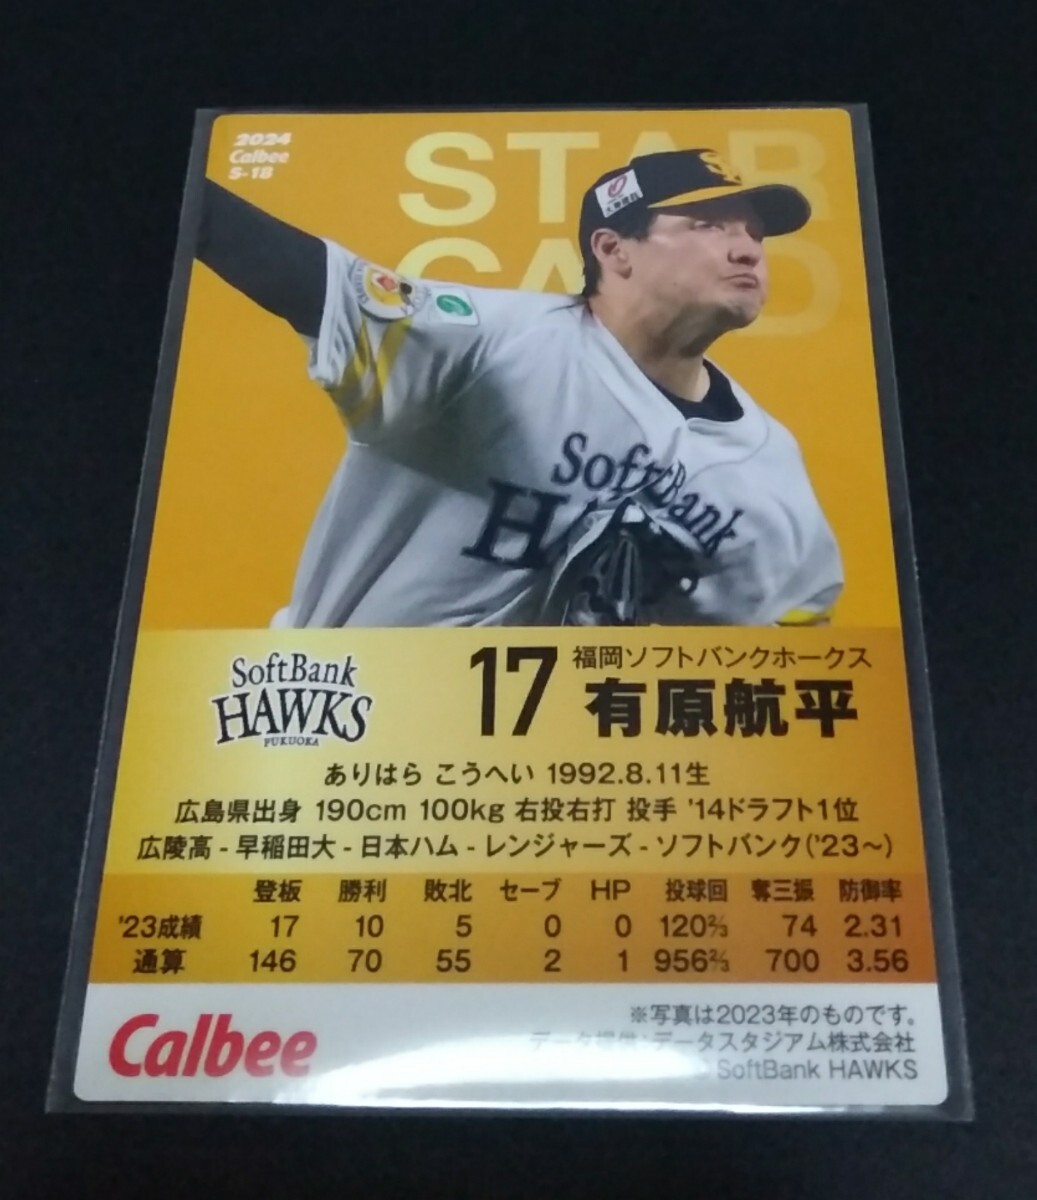 2024
Calbee
S-18
STAR
CARD
SoftBank
SoftBank
HAWKS
FUKUOKA
17
福岡ソフトバンクホークス
有原航平
ありはら こうへい 1992.8.11生
広島県出身 190cm 100kg 右投右打 投手 '14ドラフト1位
広陵高 - 早稲田大 - 日本ハム - レンジャーズ - ソフトバンク('23～)
登板 勝利 敗北 セーブ HP 投球回 奪三振 防御率
'23成績 17 10 5 0 0 120⅔ 74 2.31
通算 146 70 55 2 1 956⅔ 700 3.56
Calbee
※写真は2023年のものです。
データ提供:データスタジアム株式会社
SoftBank HAWKS